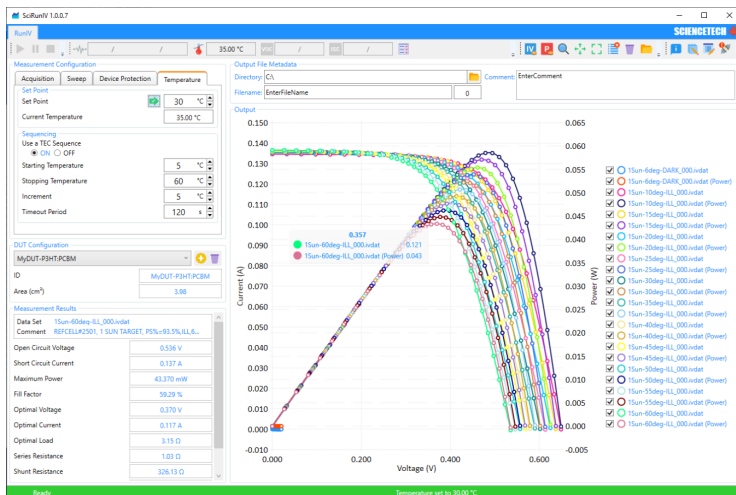 SciRunIV 1.0.0.7
RunIV
SCIENCETECH
/ / 35.00 °C VOC / ISC /
Measurement Configuration
Acquisition Sweep Device Protection Temperature
Set Point
Set Point 30 °C
Current Temperature 35.00 °C
Sequencing
Use a TEC Sequence
ON OFF
Starting Temperature 5 °C
Stopping Temperature 60 °C
Increment 5 °C
Timeout Period 120 s
DUT Configuration
MyDUT-P3HT:PCBM
ID MyDUT-P3HT:PCBM
Area (cm²) 3.98
Measurement Results
Data Set 1Sun-60deg-ILL_000.ivdat
Comment REFCELL#2501, 1 SUN TARGET, PS%=93.5%,ILL,6...
Open Circuit Voltage 0.536 V
Short Circuit Current 0.137 A
Maximum Power 43.370 mW
Fill Factor 59.29 %
Optimal Voltage 0.370 V
Optimal Current 0.117 A
Optimal Load 3.15 Ω
Series Resistance 1.03 Ω
Shunt Resistance 326.13 Ω
Output File Metadata
Directory: C:\
Filename: EnterFileName 0
Comment: EnterComment
Output
0.150
0.140
0.130
0.120
0.110
0.100
0.090
0.080
0.070
0.060
0.050
0.040
0.030
0.020
0.010
0.000
-0.010
Current (A)
0.357
1Sun-60deg-ILL_000.ivdat 0.121
1Sun-60deg-ILL_000.ivdat (Power) 0.043
0.000 0.200 0.400 0.600
Voltage (V)
0.065
0.060
0.055
0.050
0.045
0.040
0.035
0.030
0.025
0.020
0.015
0.010
0.005
0.000
-0.005
Power (W)
1Sun-6deg-DARK_000.ivdat
1Sun-6deg-DARK_000.ivdat (Power)
1Sun-10deg-ILL_000.ivdat
1Sun-10deg-ILL_000.ivdat (Power)
1Sun-15deg-ILL_000.ivdat
1Sun-15deg-ILL_000.ivdat (Power)
1Sun-20deg-ILL_000.ivdat
1Sun-20deg-ILL_000.ivdat (Power)
1Sun-25deg-ILL_000.ivdat
1Sun-25deg-ILL_000.ivdat (Power)
1Sun-30deg-ILL_000.ivdat
1Sun-30deg-ILL_000.ivdat (Power)
1Sun-35deg-ILL_000.ivdat
1Sun-35deg-ILL_000.ivdat (Power)
1Sun-40deg-ILL_000.ivdat
1Sun-40deg-ILL_000.ivdat (Power)
1Sun-45deg-ILL_000.ivdat
1Sun-45deg-ILL_000.ivdat (Power)
1Sun-50deg-ILL_000.ivdat
1Sun-50deg-ILL_000.ivdat (Power)
1Sun-55deg-ILL_000.ivdat
1Sun-55deg-ILL_000.ivdat (Power)
1Sun-60deg-ILL_000.ivdat
1Sun-60deg-ILL_000.ivdat (Power)
Ready Temperature set to 30.00 °C